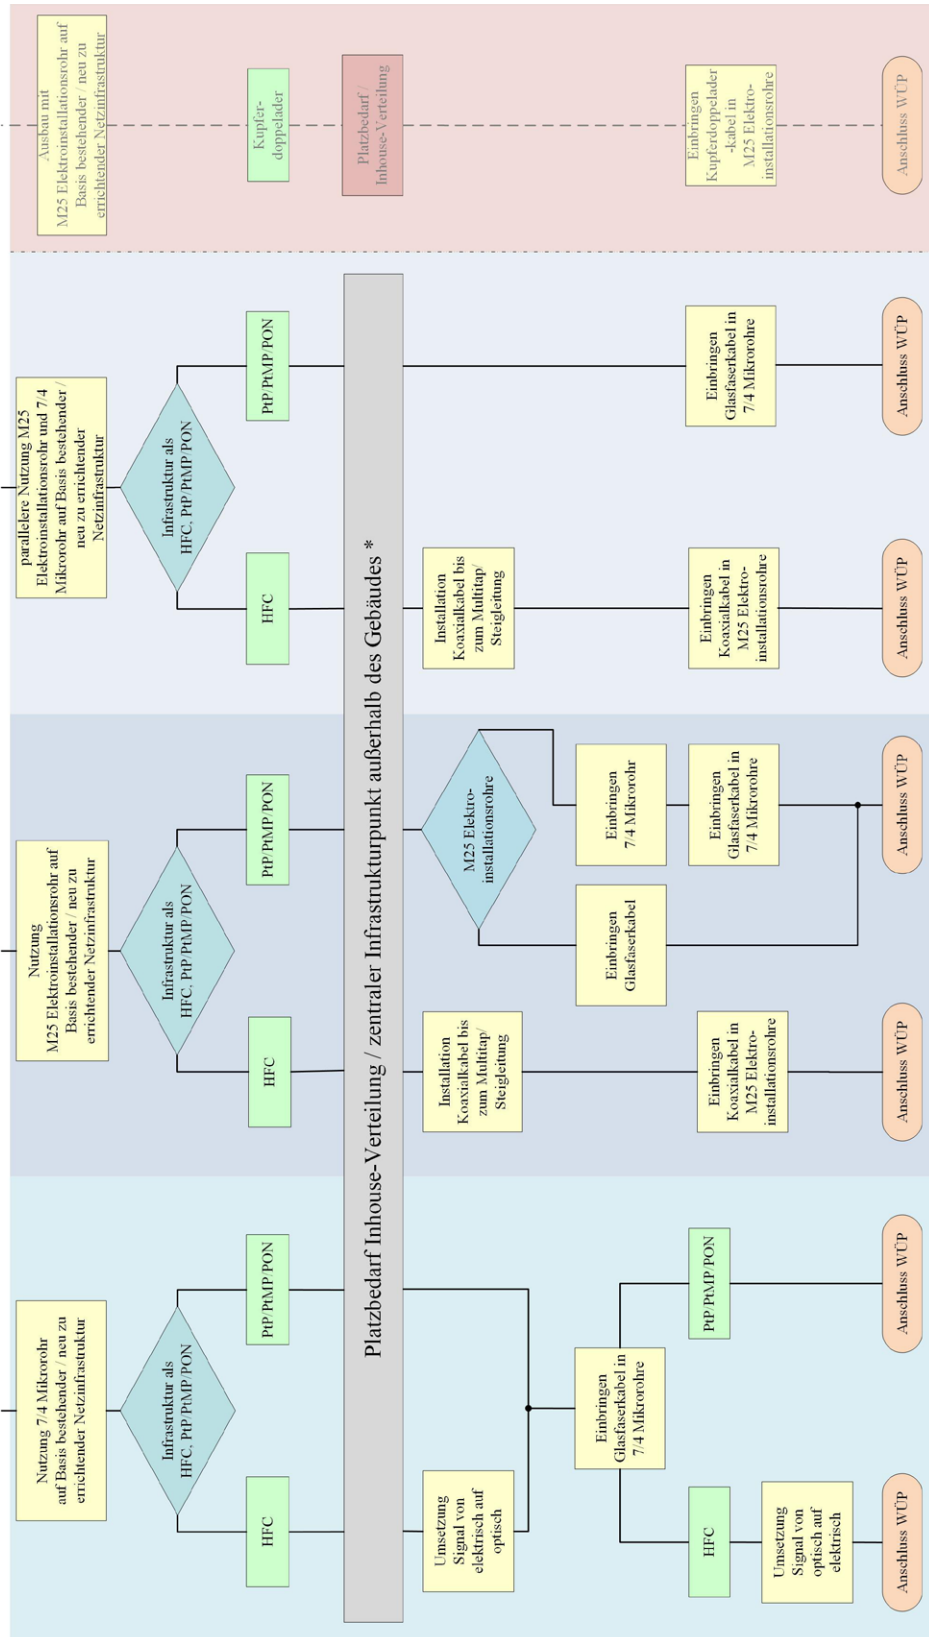 Nutzung 7/4 Mikrorohr
auf Basis bestehender / neu zu
errichtender Netzinfrastruktur
Infrastruktur als
HFC, PtP/PtMP/PON
HFC
PtP/PtMP/PON
Nutzung
M25 Elektroinstallationsrohr auf
Basis bestehender / neu zu
errichtender Netzinfrastruktur
Infrastruktur als
HFC, PtP/PtMP/PON
HFC
PtP/PtMP/PON
parallelere Nutzung M25
Elektroinstallationsrohr und 7/4
Mikrorohr auf Basis bestehender /
neu zu errichtender
Netzinfrastruktur
Infrastruktur als
HFC, PtP/PtMP/PON
HFC
PtP/PtMP/PON
Ausbau mit
M25 Elektroinstallationsrohr auf
Basis bestehender / neu zu
errichtender Netzinfrastruktur
Kupfer-
doppelader
Platzbedarf Inhouse-Verteilung / zentraler Infrastrukturpunkt außerhalb des Gebäudes *
Platzbedarf /
Inhouse-Verteilung
Umsetzung
Signal von
elektrisch auf
optisch
Einbringen
Glasfaserkabel in
7/4 Mikrorohre
HFC
PtP/PtMP/PON
Umsetzung
Signal von
optisch auf
elektrisch
Anschluss WÜP
Anschluss WÜP
Installation
Koaxialkabel bis
zum Multitap/
Steigleitung
Einbringen
Koaxialkabel in
M25 Elektro-
installationsrohre
Anschluss WÜP
M25 Elektro-
installationsrohre
Einbringen
Glasfaserkabel
Einbringen
7/4 Mikrorohr
Einbringen
Glasfaserkabel in
7/4 Mikrorohre
Anschluss WÜP
Installation
Koaxialkabel bis
zum Multitap/
Steigleitung
Einbringen
Koaxialkabel in
M25 Elektro-
installationsrohre
Anschluss WÜP
Einbringen
Glasfaserkabel in
7/4 Mikrorohre
Anschluss WÜP
Einbringen
Kupferdoppelader
-kabel in
M25 Elektro-
installationsrohre
Anschluss WÜP